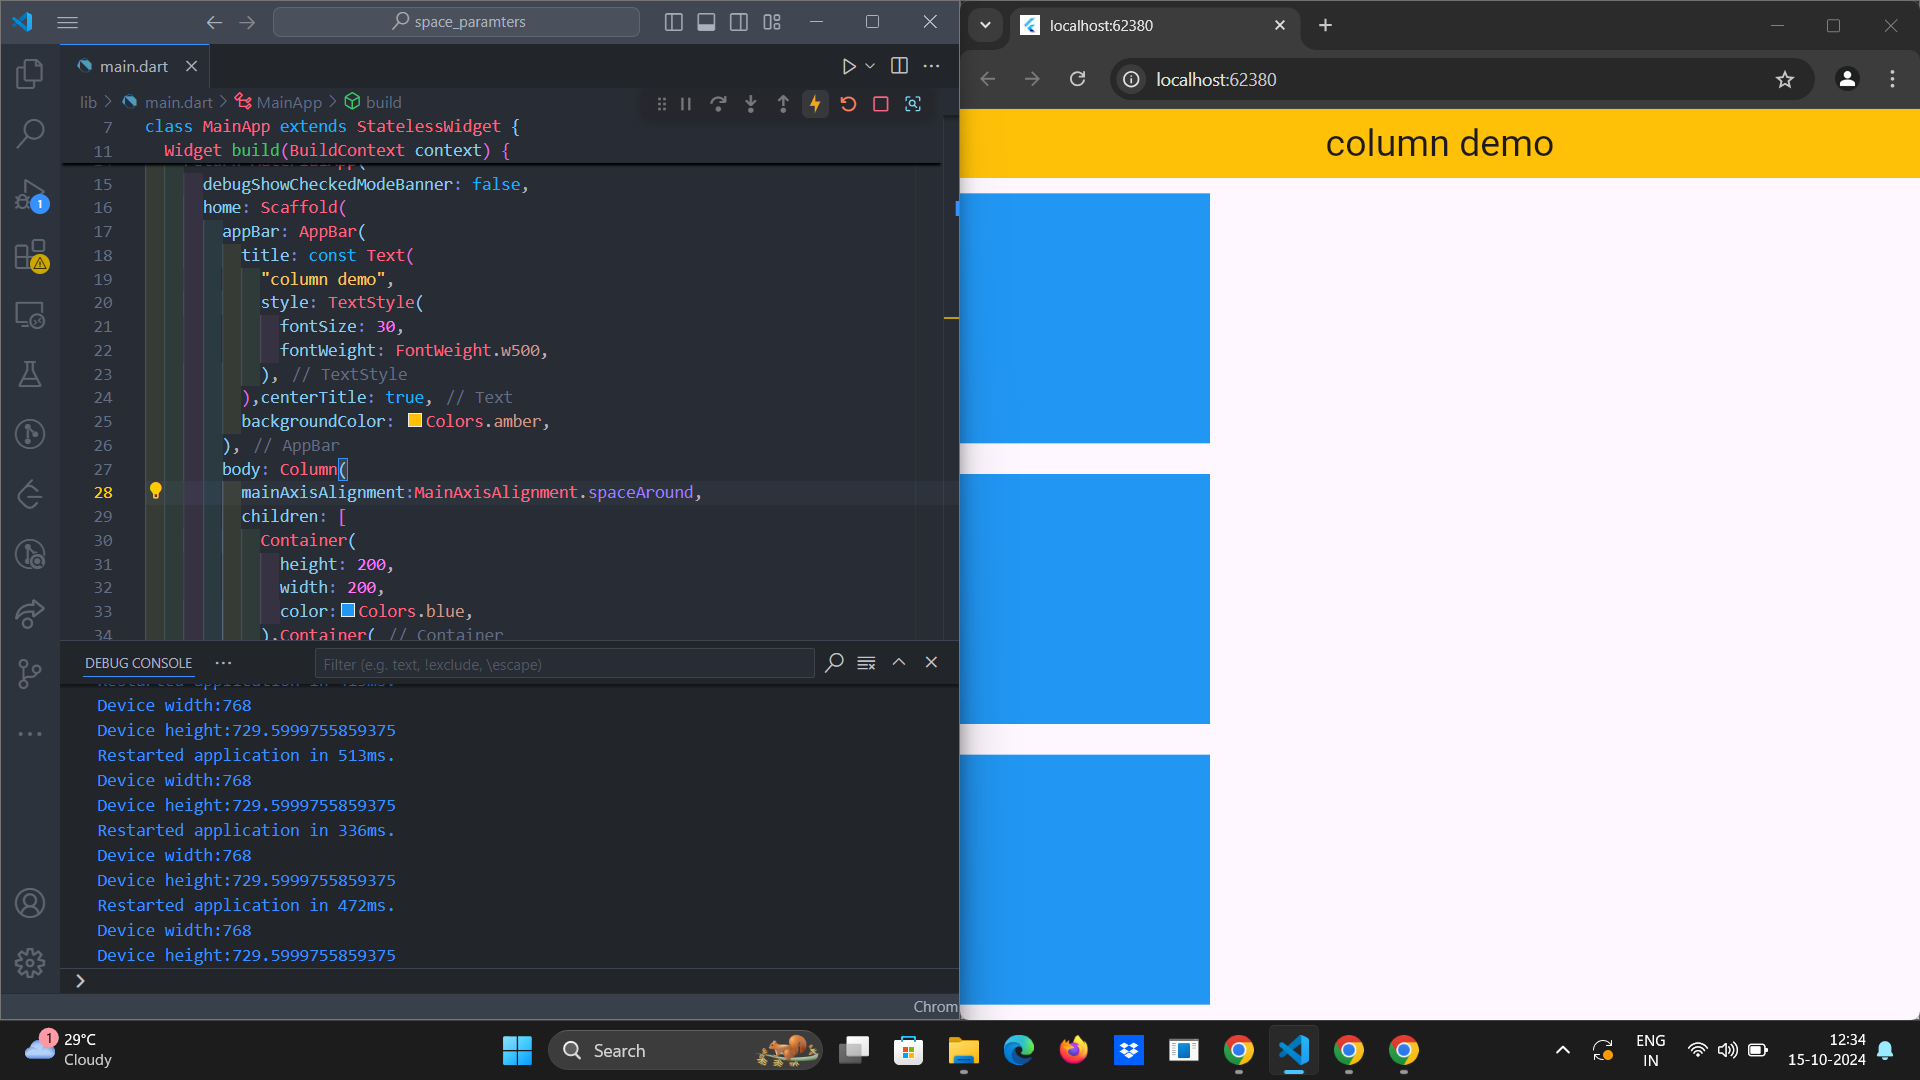 space_paramters
main.dart
lib > main.dart > MainApp > build
7 class MainApp extends StatelessWidget {
11 Widget build(BuildContext context) {
15 debugShowCheckedModeBanner: false,
16 home: Scaffold(
17 appBar: AppBar(
18 title: const Text(
19 "column demo",
20 style: TextStyle(
21 fontSize: 30,
22 fontWeight: FontWeight.w500,
23 ), // TextStyle
24 ),centerTitle: true, // Text
25 backgroundColor: Colors.amber,
26 ), // AppBar
27 body: Column(
28 mainAxisAlignment:MainAxisAlignment.spaceAround,
29 children: [
30 Container(
31 height: 200,
32 width: 200,
33 color: Colors.blue,
34 ),Container( // Container
1
DEBUG CONSOLE
Filter (e.g. text, !exclude, \escape)
Device width:768
Device height:729.5999755859375
Restarted application in 513ms.
Device width:768
Device height:729.5999755859375
Restarted application in 336ms.
Device width:768
Device height:729.5999755859375
Restarted application in 472ms.
Device width:768
Device height:729.5999755859375
Chrom
localhost:62380
localhost:62380
column demo
1
29°C
Cloudy
Search
ENG
IN
12:34
15-10-2024